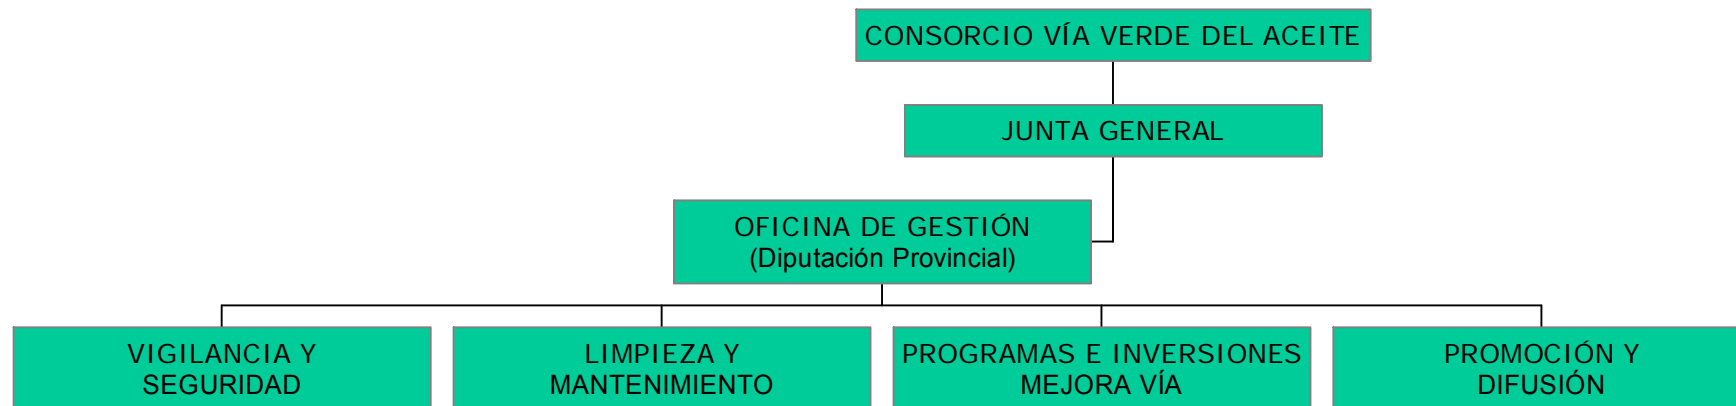 CONSORCIO VÍA VERDE DEL ACEITE
JUNTA GENERAL
OFICINA DE GESTIÓN
(Diputación Provincial)
VIGILANCIA Y
SEGURIDAD
LIMPIEZA Y
MANTENIMIENTO
PROGRAMAS E INVERSIONES
MEJORA VÍA
PROMOCIÓN Y
DIFUSIÓN